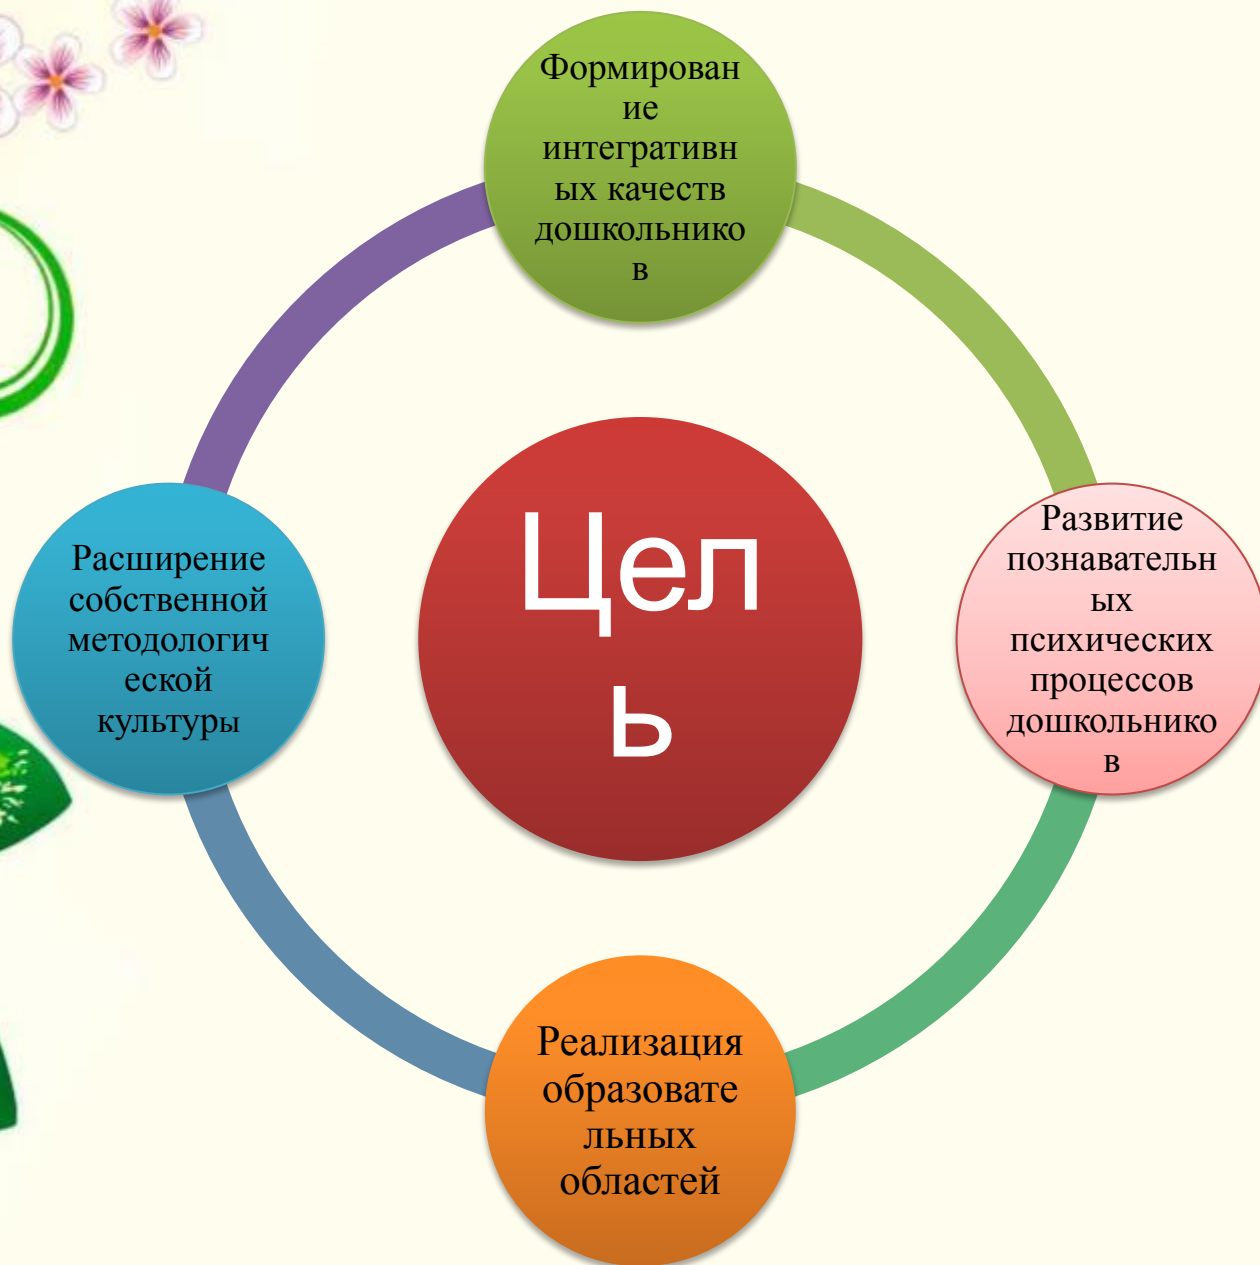 Формирован
ие
интегративн
ых качеств
дошкольнико
в
Цел
ь
Развитие
познавательн
ых
психических
процессов
дошкольнико
в
Расширение
собственной
методологич
еской
культуры
Реализация
образовате
льных
областей